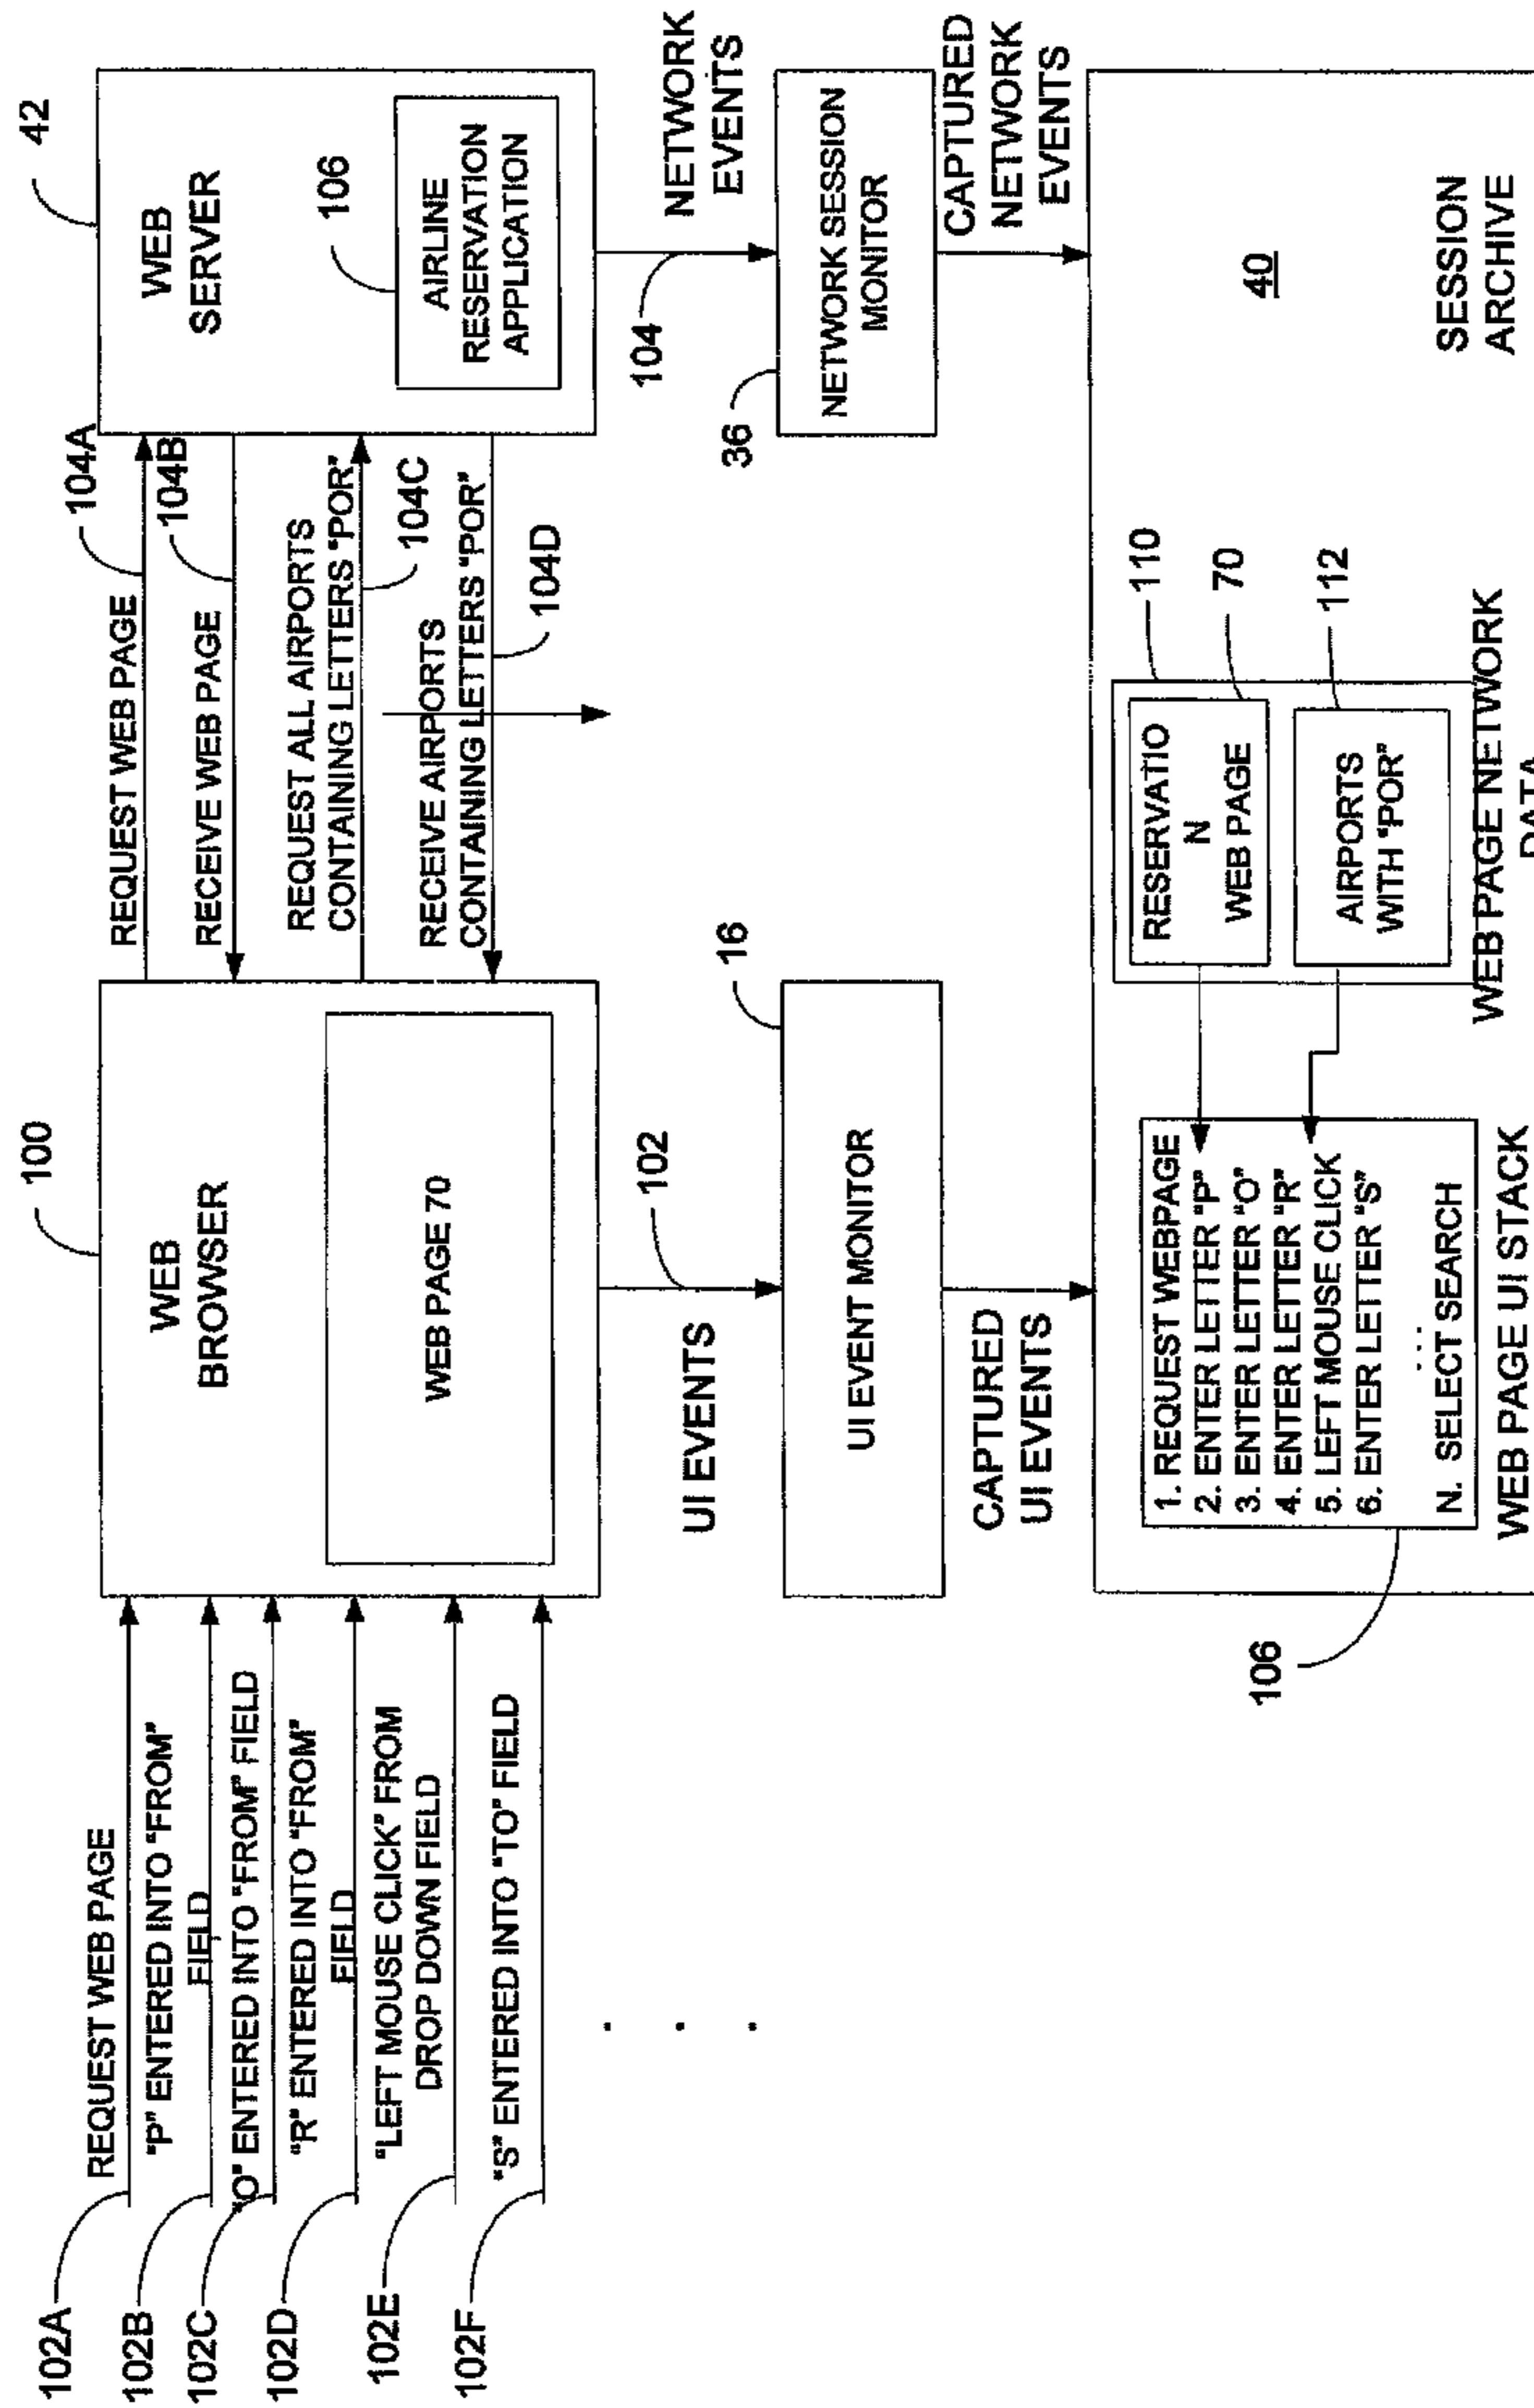 102A
REQUEST WEB PAGE
102B
"P" ENTERED INTO "FROM"
FIELD
102C
"O" ENTERED INTO "FROM" FIELD
102D
"R" ENTERED INTO "FROM"
FIELD
102E
"LEFT MOUSE CLICK" FROM
DROP DOWN FIELD
102F
"S" ENTERED INTO "TO" FIELD
. . .
100
WEB
BROWSER
WEB PAGE 70
REQUEST WEB PAGE
104A
RECEIVE WEB PAGE
104B
REQUEST ALL AIRPORTS
CONTAINING LETTERS "POR"
104C
RECEIVE AIRPORTS
CONTAINING LETTERS "POR"
104D
42
WEB
SERVER
106
AIRLINE
RESERVATION
APPLICATION
UI EVENTS
102
16
UI EVENT MONITOR
CAPTURED
UI EVENTS
104
NETWORK
EVENTS
36
NETWORK SESSION
MONITOR
CAPTURED
NETWORK
EVENTS
106
1. REQUEST WEBPAGE
2. ENTER LETTER "P"
3. ENTER LETTER "O"
4. ENTER LETTER "R"
5. LEFT MOUSE CLICK
6. ENTER LETTER "S"
...
N. SELECT SEARCH
WEB PAGE UI STACK
RESERVATIO
N
WEB PAGE
AIRPORTS
WITH "POR"
110
70
112
WEB PAGE NETWORK
DATA
40
SESSION
ARCHIVE